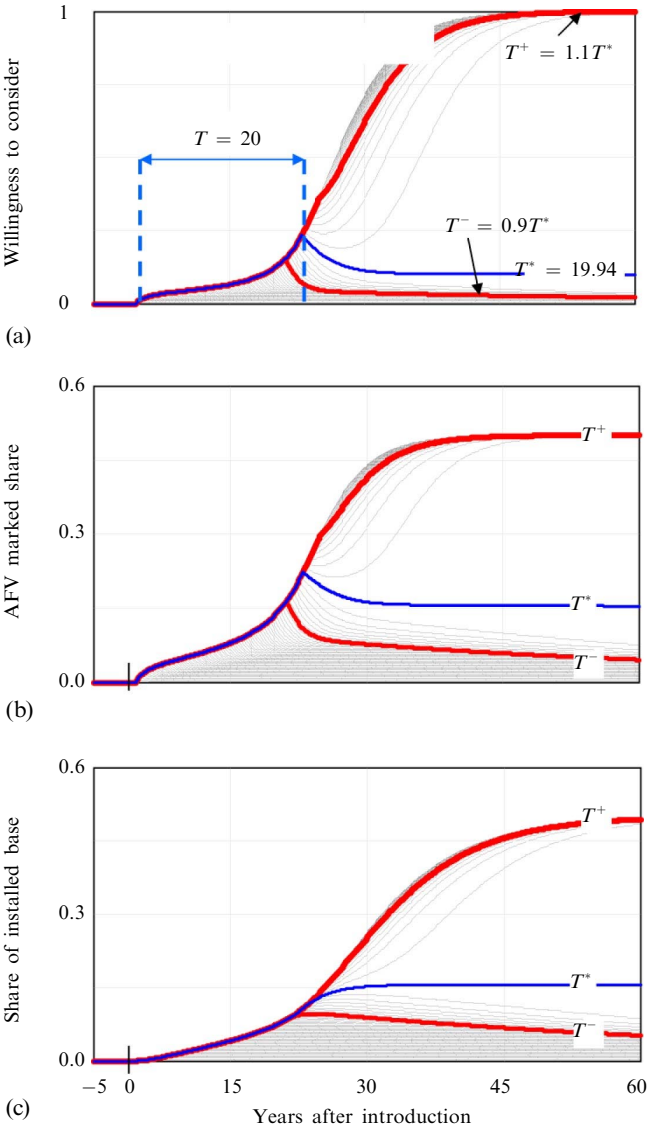 1
T⁺ = 1.1T*
T = 20
T⁻ = 0.9T*
T* = 19.94
0
Willingness to consider
(a)
0.6
T⁺
0.3
T*
T⁻
0.0
AFV marked share
(b)
0.6
T⁺
0.3
T*
T⁻
0.0
Share of installed base
−5 0 15 30 45 60
Years after introduction
(c)